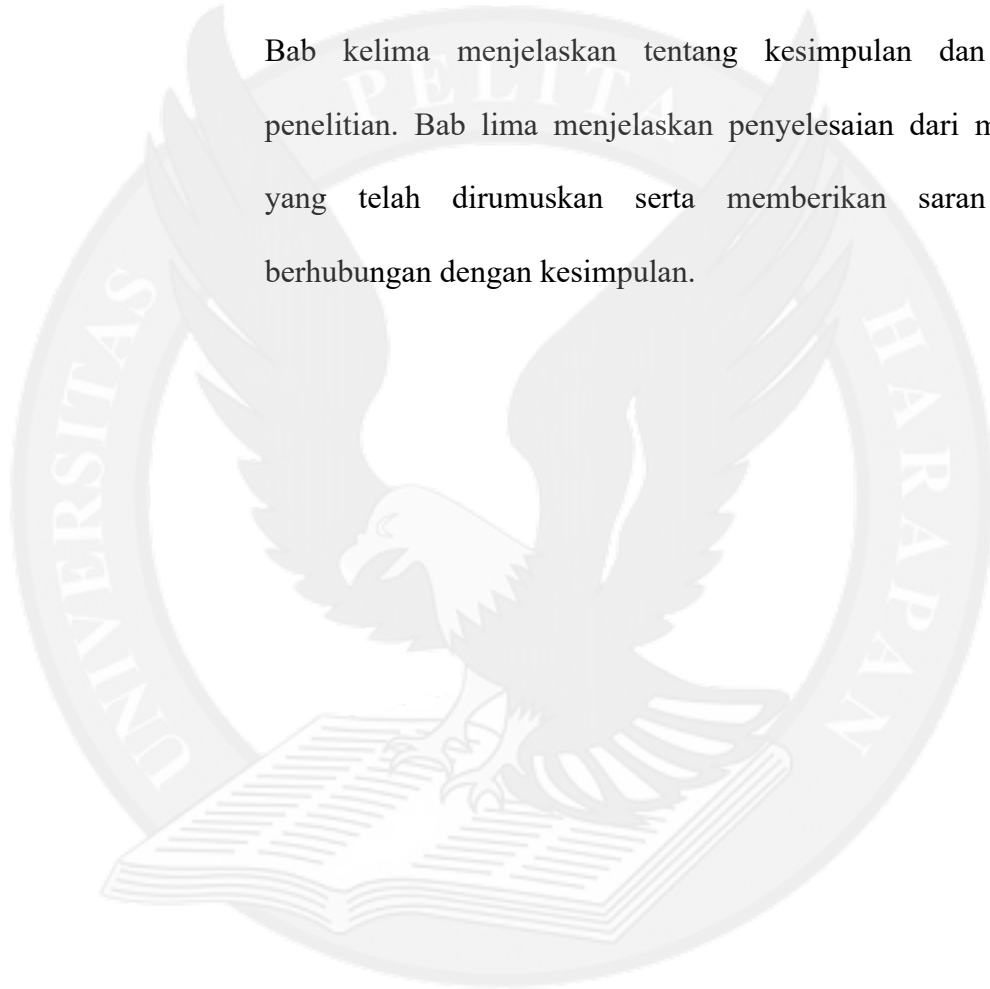 Bab kelima menjelaskan tentang kesimpulan dan
penelitian. Bab lima menjelaskan penyelesaian dari
yang telah dirumuskan serta memberikan saran
berhubungan dengan kesimpulan.
UNIVERSITAS PELITA HARAPAN